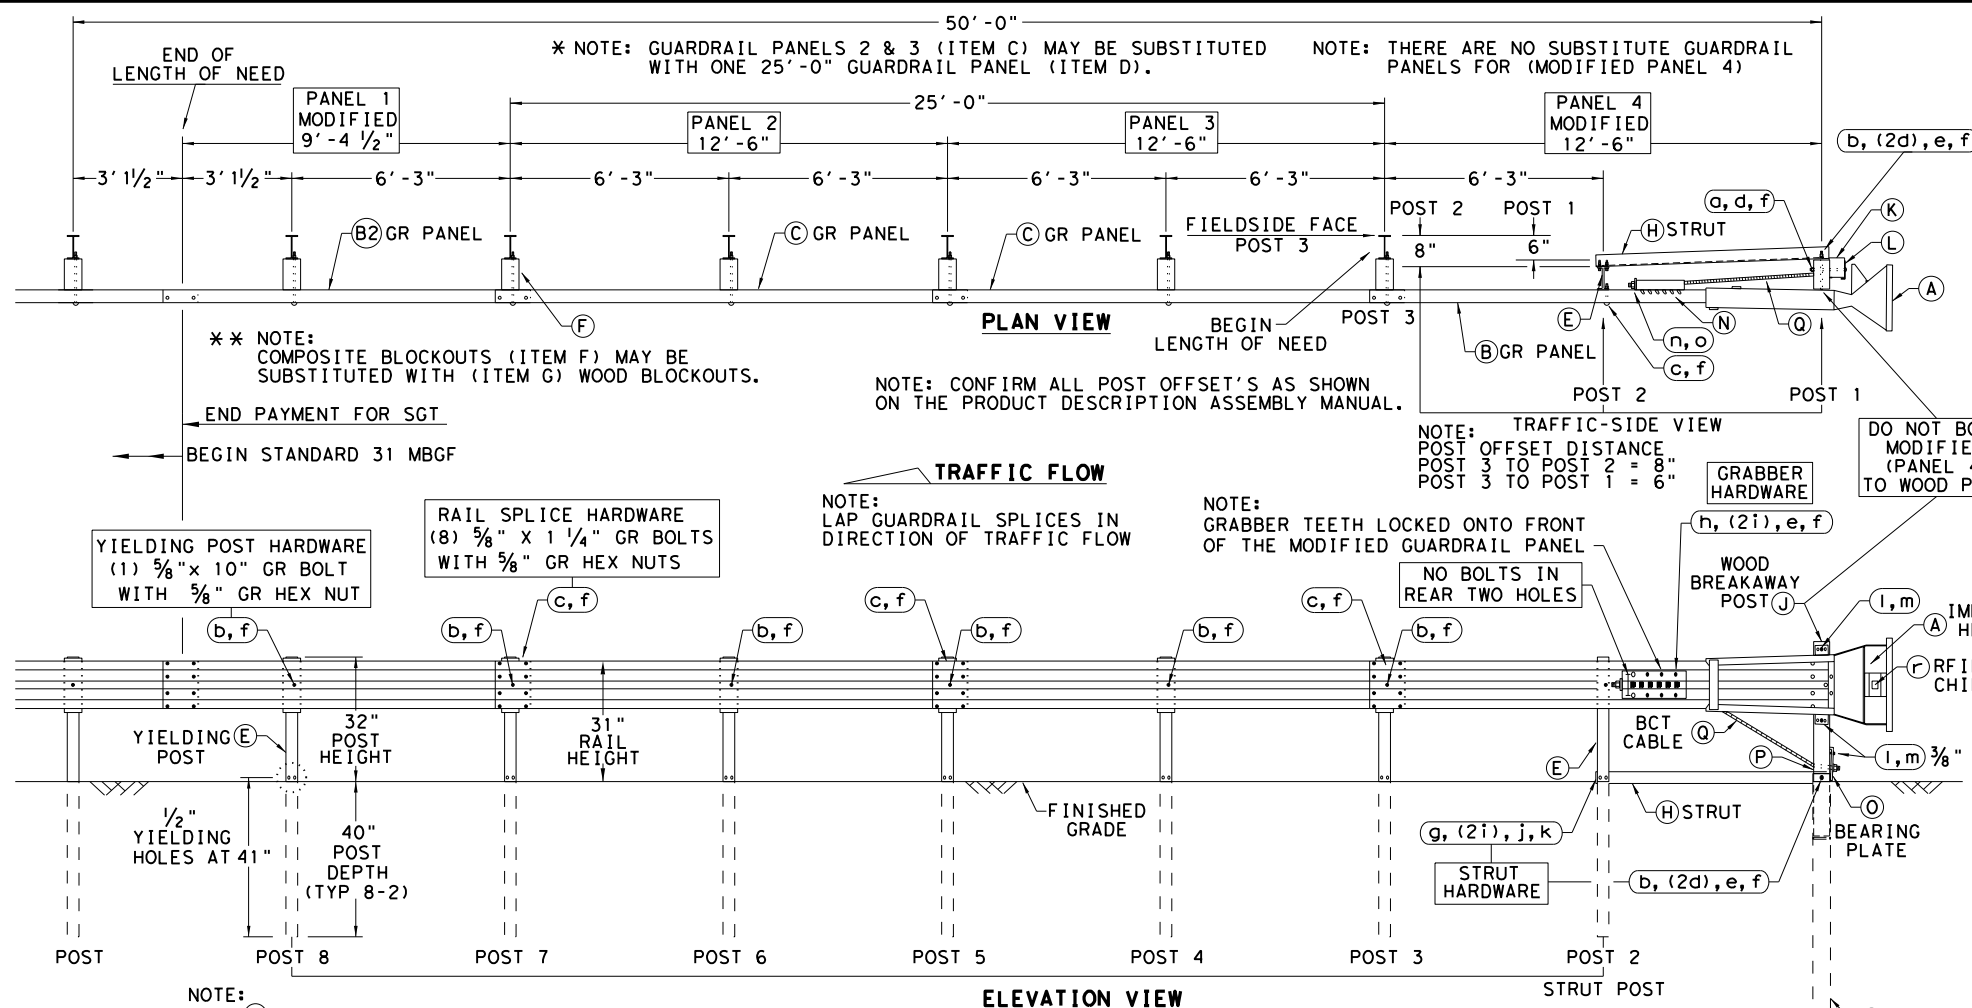 50'-0"
* NOTE: GUARDRAIL PANELS 2 & 3 (ITEM C) MAY BE SUBSTITUTED
WITH ONE 25'-0" GUARDRAIL PANEL (ITEM D).
NOTE: THERE ARE NO SUBSTITUTE GUARDRAIL
PANELS FOR (MODIFIED PANEL 4)
END OF
LENGTH OF NEED
25'-0"
PANEL 1
MODIFIED
9'-4 1/2"
PANEL 2
12'-6"
PANEL 3
12'-6"
PANEL 4
MODIFIED
12'-6"
3' 1 1/2"
3' 1 1/2"
6'-3"
6'-3"
6'-3"
6'-3"
6'-3"
6'-3"
b, (2d), e, f
a, d, f
K
L
B2 GR PANEL
C GR PANEL
C GR PANEL
FIELDSIDE FACE
POST 3
POST 2
8"
POST 1
6"
H STRUT
A
F
PLAN VIEW
BEGIN
LENGTH OF NEED
POST 3
B GR PANEL
E
N
Q
n, o
c, f
POST 2
POST 1
** NOTE:
COMPOSITE BLOCKOUTS (ITEM F) MAY BE
SUBSTITUTED WITH (ITEM G) WOOD BLOCKOUTS.
NOTE: CONFIRM ALL POST OFFSET'S AS SHOWN
ON THE PRODUCT DESCRIPTION ASSEMBLY MANUAL.
TRAFFIC-SIDE VIEW
NOTE:
POST OFFSET DISTANCE
POST 3 TO POST 2 = 8"
POST 3 TO POST 1 = 6"
END PAYMENT FOR SGT
BEGIN STANDARD 31 MBGF
TRAFFIC FLOW
NOTE:
LAP GUARDRAIL SPLICES IN
DIRECTION OF TRAFFIC FLOW
NOTE:
GRABBER TEETH LOCKED ONTO FRONT
OF THE MODIFIED GUARDRAIL PANEL
DO NOT
MODIFIE
(PANEL 4
TO WOOD P
GRABBER
HARDWARE
h, (2i), e, f
YIELDING POST HARDWARE
(1) 5/8"x 10" GR BOLT
WITH 5/8" GR HEX NUT
RAIL SPLICE HARDWARE
(8) 5/8" X 1 1/4" GR BOLTS
WITH 5/8" GR HEX NUTS
NO BOLTS IN
REAR TWO HOLES
WOOD
BREAKAWAY
POST J
l, m
A
r RFI
CHI
b, f
b, f
c, f
b, f
c, f
b, f
b, f
c, f
b, f
YIELDING E
POST
32"
POST
HEIGHT
31"
RAIL
HEIGHT
BCT
CABLE Q
P
l, m 3/8"
E
1/2"
YIELDING
HOLES AT 41"
40"
POST
DEPTH
(TYP 8-2)
FINISHED
GRADE
g, (2i), j, k
STRUT
HARDWARE
H STRUT
O
BEARING
PLATE
b, (2d), e, f
POST
POST 8
POST 7
POST 6
POST 5
POST 4
POST 3
POST 2
STRUT POST
NOTE:
ELEVATION VIEW